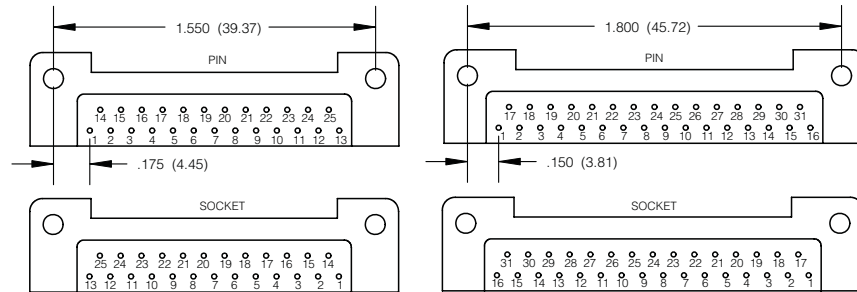 1.550 (39.37)
PIN
14 15 16 17 18 19 20 21 22 23 24 25
1 2 3 4 5 6 7 8 9 10 11 12 13
.175 (4.45)
SOCKET
25 24 23 22 21 20 19 18 17 16 15 14
13 12 11 10 9 8 7 6 5 4 3 2 1
1.800 (45.72)
PIN
17 18 19 20 21 22 23 24 25 26 27 28 29 30 31
1 2 3 4 5 6 7 8 9 10 11 12 13 14 15 16
.150 (3.81)
SOCKET
31 30 29 28 27 26 25 24 23 22 21 20 19 18 17
16 15 14 13 12 11 10 9 8 7 6 5 4 3 2 1